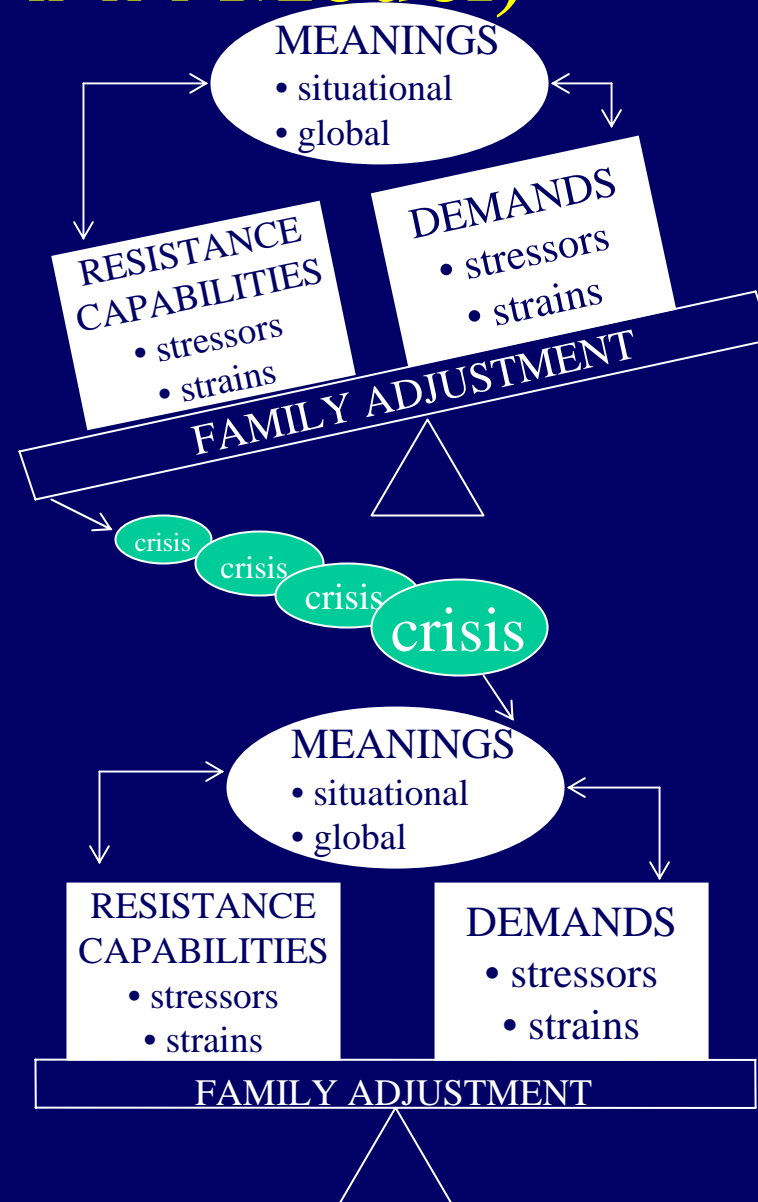 MEANINGS
• situational
• global
RESISTANCE
CAPABILITIES
• stressors
• strains
DEMANDS
• stressors
• strains
FAMILY ADJUSTMENT
crisis
crisis
crisis
crisis
MEANINGS
• situational
• global
RESISTANCE
CAPABILITIES
• stressors
• strains
DEMANDS
• stressors
• strains
FAMILY ADJUSTMENT